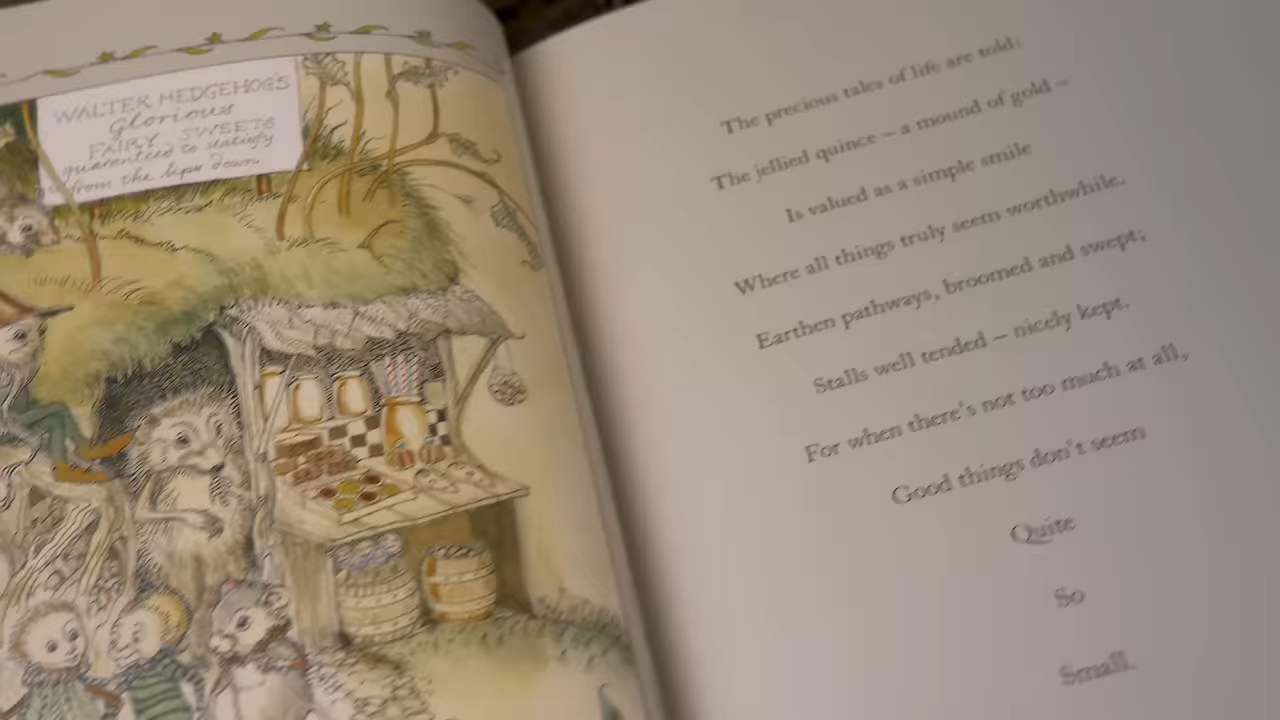 WALTER HEDGEHOG'S
Glorious
FAIRY SWEETS
guaranteed to satisfy
from the lips down
The precious tales of life are told:
The jellied quince – a mound of gold –
Is valued as a simple smile
Where all things truly seem worthwhile.
Earthen pathways, broomed and swept;
Stalls well tended – nicely kept.
For when there's not too much at all,
Good things don't seem
Quite
So
Small.